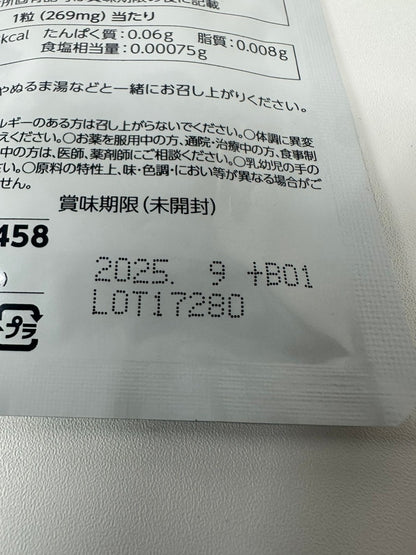 1粒(269mg)当たり
kcal たんぱく質:0.06g 脂質:0.008g
食塩相当量:0.00075g
やぬるま湯などと一緒にお召し上がりください。
ルギーのある方は召し上がらないでください。○体調に異変
えください。○お薬を服用中の方、通院・治療中の方、食事制
中の方は、医師、薬剤師にご相談ください。○乳幼児の手の
さい。○原料の特性上、味・色調・におい等が異なる場合がご
せん。
賞味期限(未開封)
458
2025. 9 +B01
LOT17280
プラ